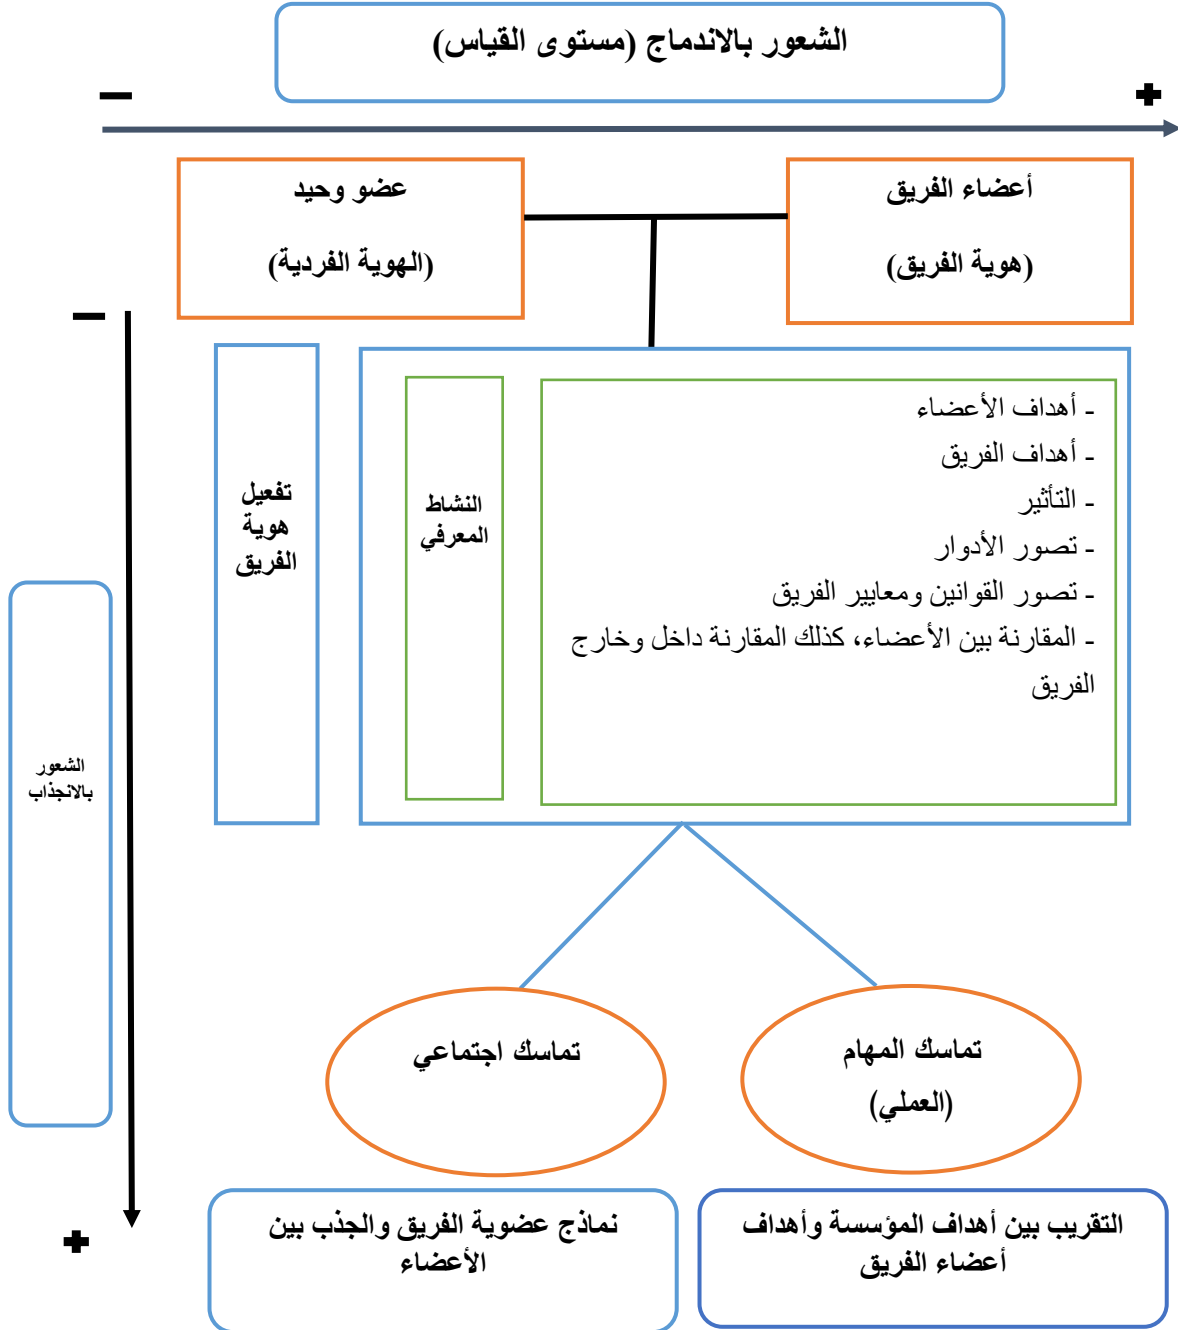 الشعور بالاندماج (مستوى القياس)
−
+
أعضاء الفريق
(هوية الفريق)
عضو وحيد
(الهوية الفردية)
−
- أهداف الأعضاء
- أهداف الفريق
- التأثير
- تصور الأدوار
- تصور القوانين ومعايير الفريق
- المقارنة بين الأعضاء، كذلك المقارنة داخل وخارج
الفريق
النشاط
المعرفي
تفعيل
هوية
الفريق
الشعور
بالانجذاب
تماسك المهام
(العملي)
تماسك اجتماعي
التقريب بين أهداف المؤسسة وأهداف
أعضاء الفريق
نماذج عضوية الفريق والجذب بين
الأعضاء
+